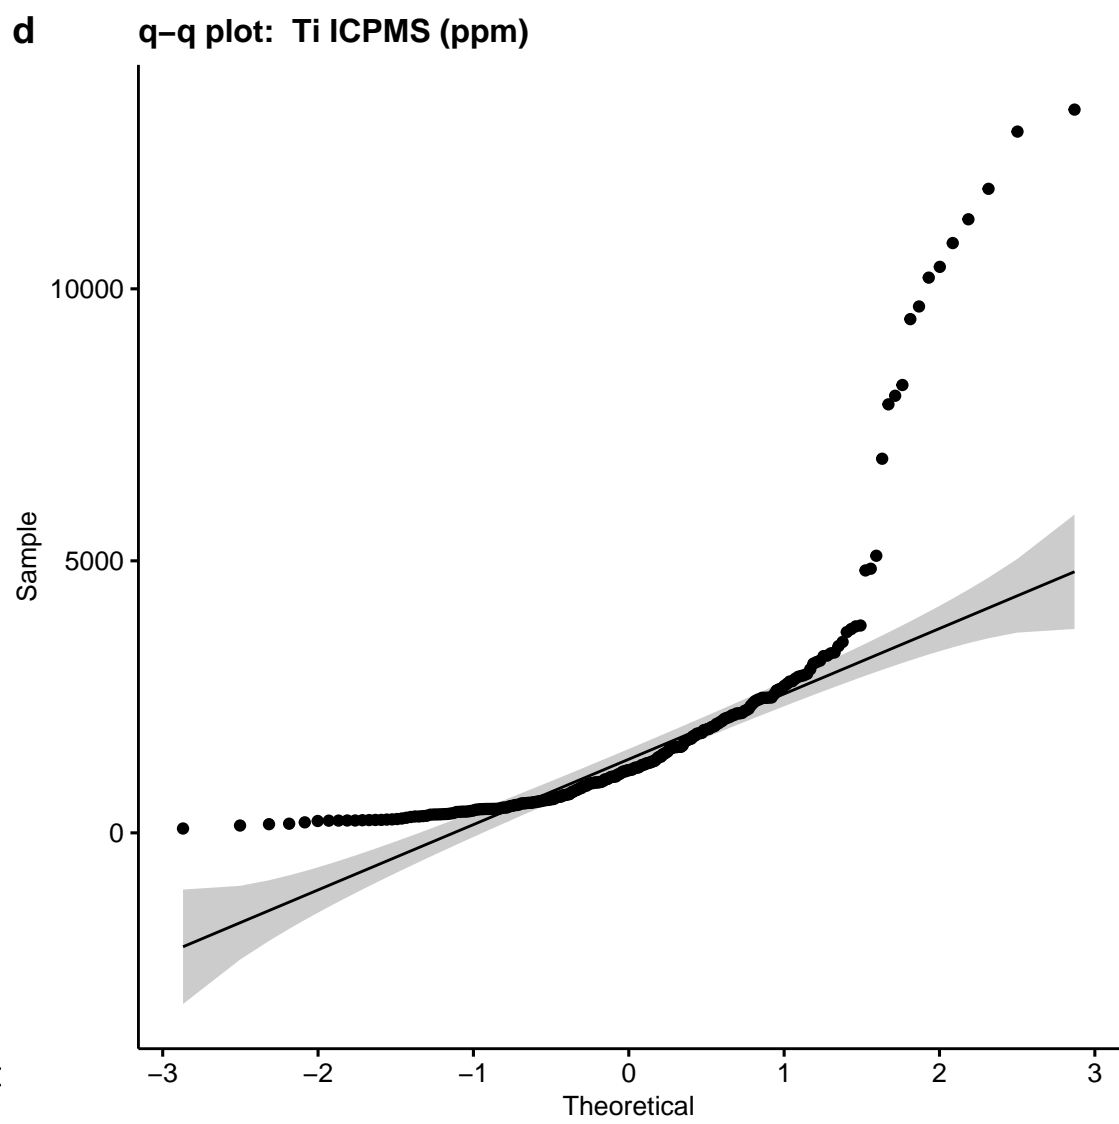 d
q–q plot:  Ti ICPMS (ppm)
10000
5000
0
Sample
−3 −2 −1 0 1 2 3
Theoretical